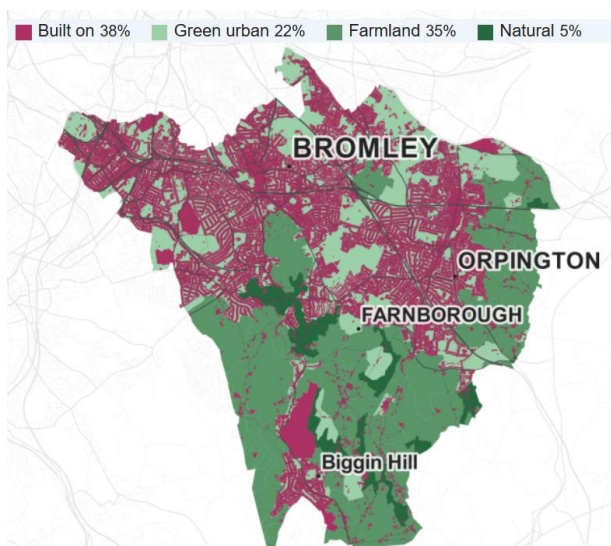 Built on 38% Green urban 22% Farmland 35% Natural 5%
BROMLEY
ORPINGTON
FARNBOROUGH
Biggin Hill